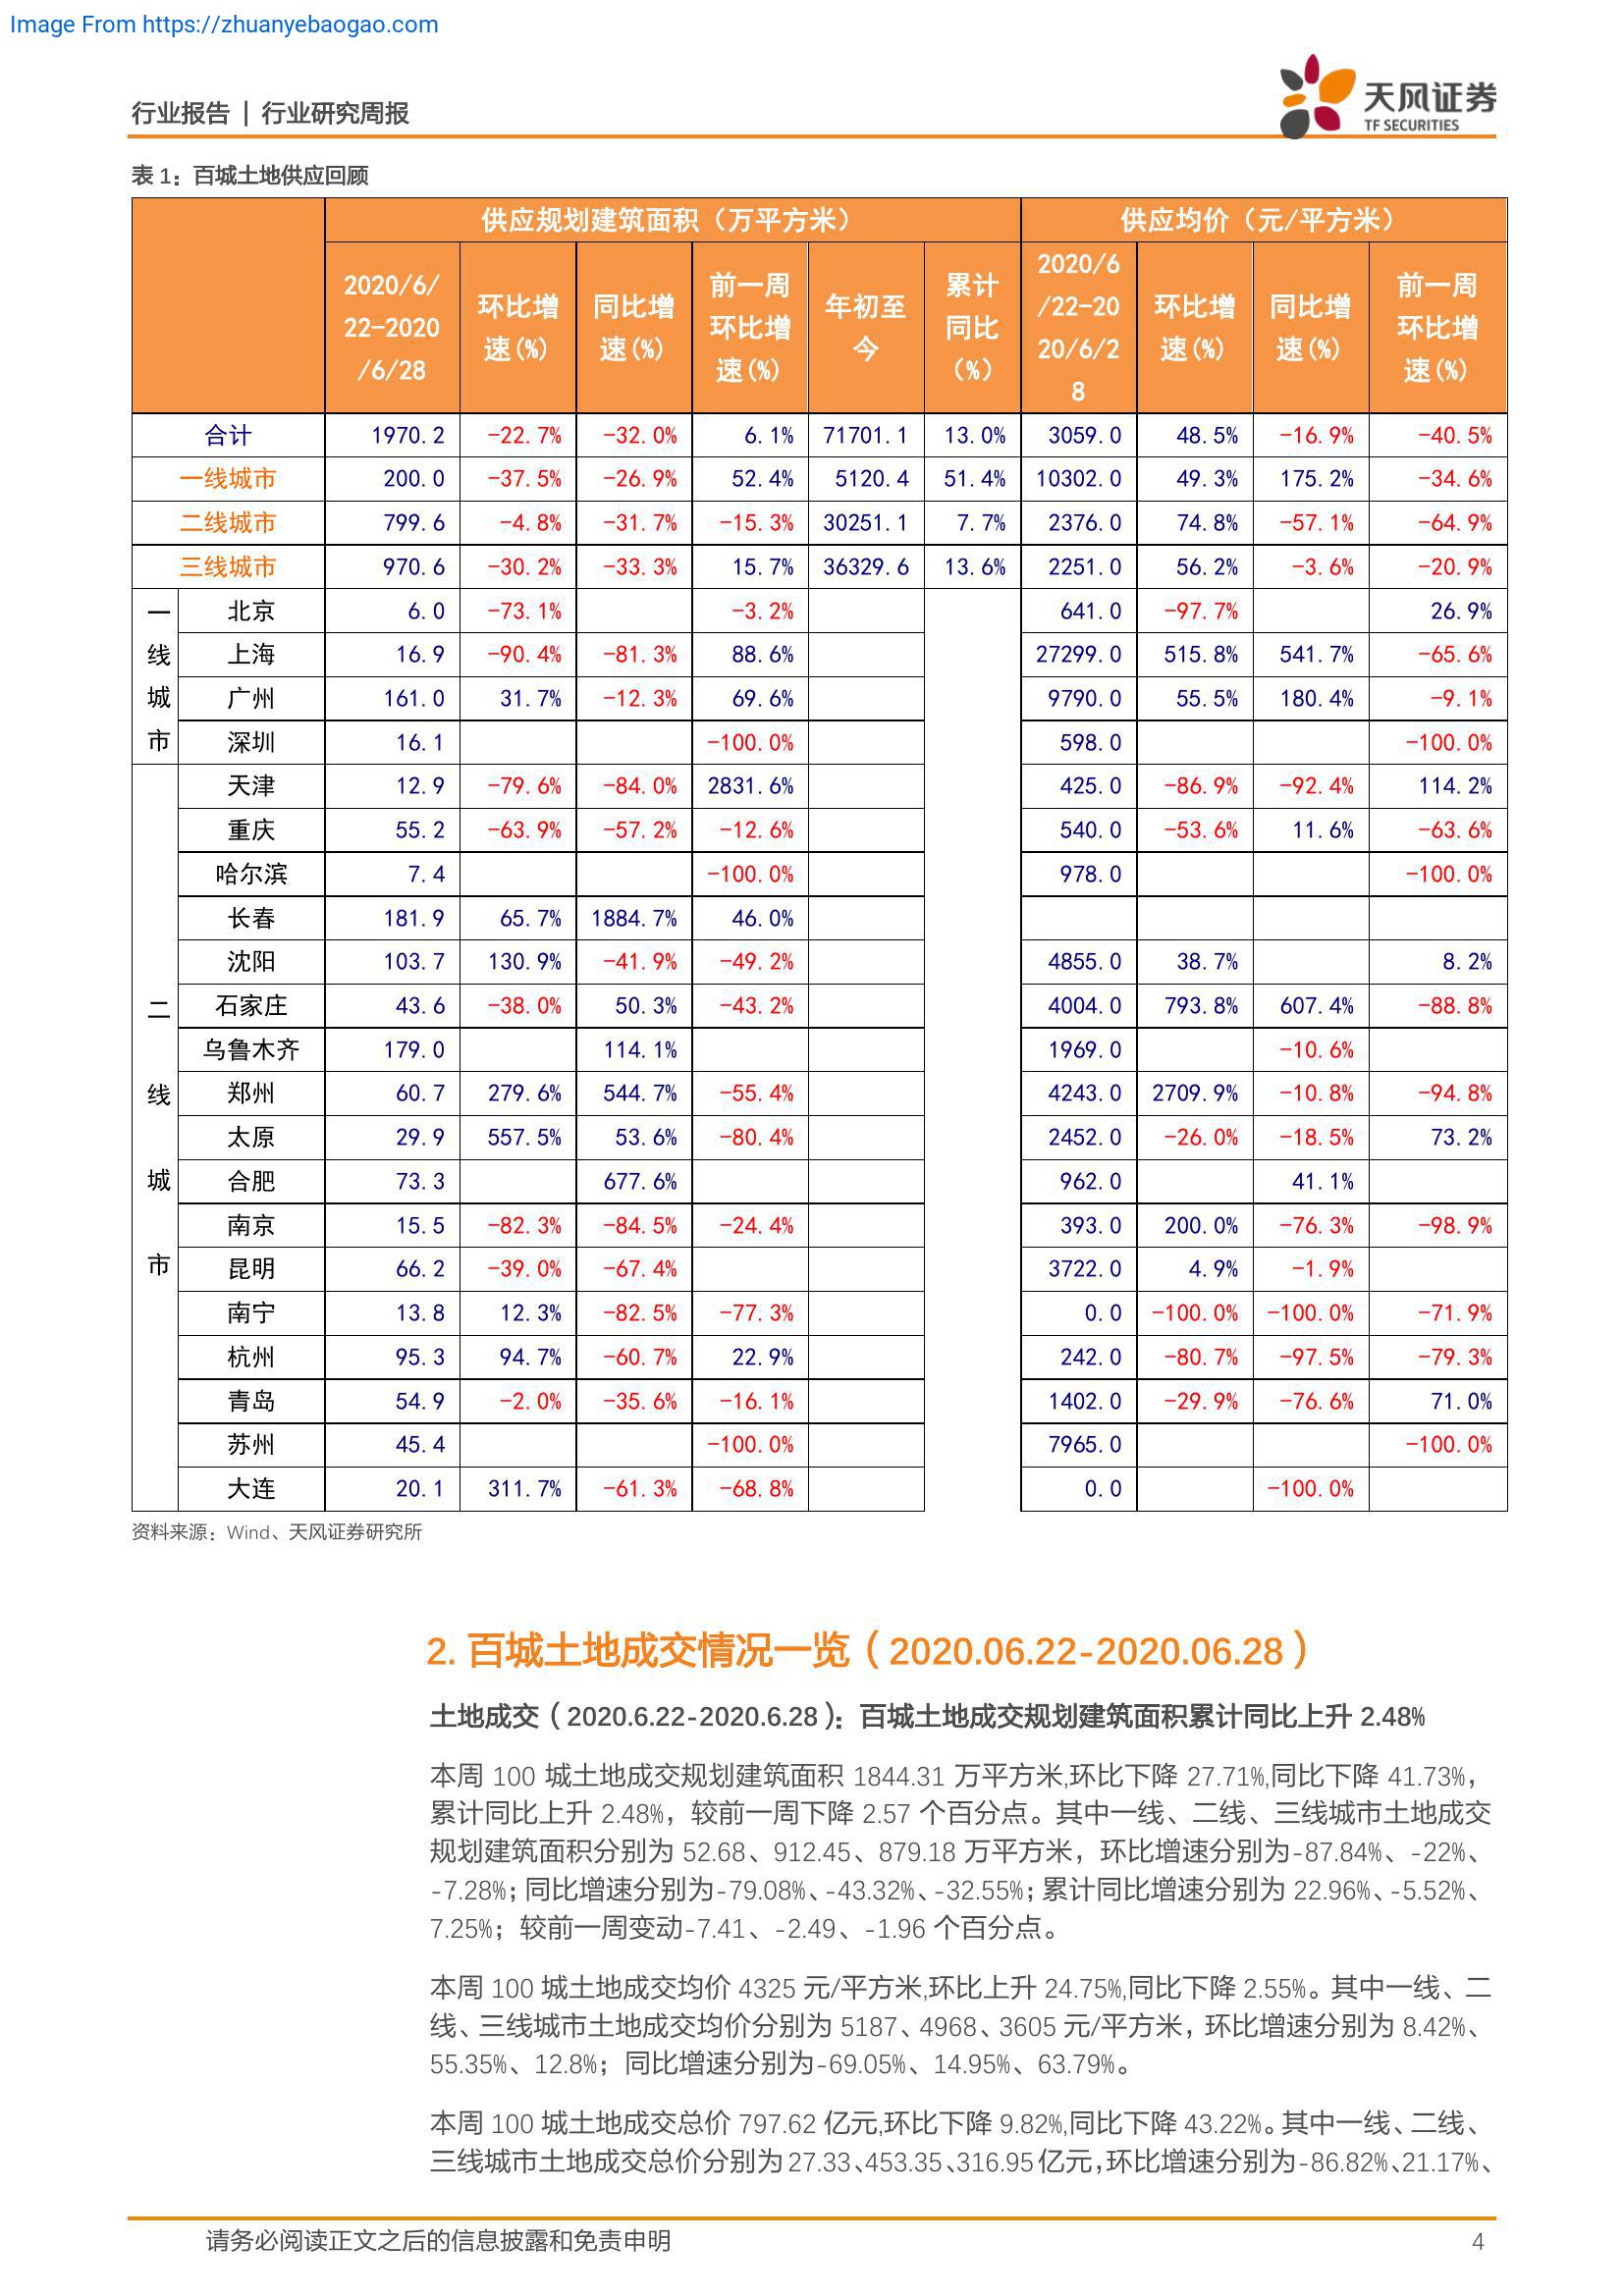 Image From https://zhuanyebaogao.com
行业报告 | 行业研究周报
天风证券
TF SECURITIES
表 1：百城土地供应回顾
供应规划建筑面积（万平方米） 供应均价（元/平方米）
2020/6/22-2020/6/28 环比增速(%) 同比增速(%) 前一周环比增速(%) 年初至今 累计同比(%) 2020/6/22-2020/6/28 环比增速(%) 同比增速(%) 前一周环比增速(%)
合计 1970.2 -22.7% -32.0% 6.1% 71701.1 13.0% 3059.0 48.5% -16.9% -40.5%
一线城市 200.0 -37.5% -26.9% 52.4% 5120.4 51.4% 10302.0 49.3% 175.2% -34.6%
二线城市 799.6 -4.8% -31.7% -15.3% 30251.1 7.7% 2376.0 74.8% -57.1% -64.9%
三线城市 970.6 -30.2% -33.3% 15.7% 36329.6 13.6% 2251.0 56.2% -3.6% -20.9%
一线城市
北京 6.0 -73.1% -3.2% 641.0 -97.7% 26.9%
上海 16.9 -90.4% -81.3% 88.6% 27299.0 515.8% 541.7% -65.6%
广州 161.0 31.7% -12.3% 69.6% 9790.0 55.5% 180.4% -9.1%
深圳 16.1 -100.0% 598.0 -100.0%
二线城市
天津 12.9 -79.6% -84.0% 2831.6% 425.0 -86.9% -92.4% 114.2%
重庆 55.2 -63.9% -57.2% -12.6% 540.0 -53.6% 11.6% -63.6%
哈尔滨 7.4 -100.0% 978.0 -100.0%
长春 181.9 65.7% 1884.7% 46.0%
沈阳 103.7 130.9% -41.9% -49.2% 4855.0 38.7% 8.2%
石家庄 43.6 -38.0% 50.3% -43.2% 4004.0 793.8% 607.4% -88.8%
乌鲁木齐 179.0 114.1% 1969.0 -10.6%
郑州 60.7 279.6% 544.7% -55.4% 4243.0 2709.9% -10.8% -94.8%
太原 29.9 557.5% 53.6% -80.4% 2452.0 -26.0% -18.5% 73.2%
合肥 73.3 677.6% 962.0 41.1%
南京 15.5 -82.3% -84.5% -24.4% 393.0 200.0% -76.3% -98.9%
昆明 66.2 -39.0% -67.4% 3722.0 4.9% -1.9%
南宁 13.8 12.3% -82.5% -77.3% 0.0 -100.0% -100.0% -71.9%
杭州 95.3 94.7% -60.7% 22.9% 242.0 -80.7% -97.5% -79.3%
青岛 54.9 -2.0% -35.6% -16.1% 1402.0 -29.9% -76.6% 71.0%
苏州 45.4 -100.0% 7965.0 -100.0%
大连 20.1 311.7% -61.3% -68.8% 0.0 -100.0%
资料来源：Wind、天风证券研究所
2. 百城土地成交情况一览（2020.06.22-2020.06.28）
土地成交（2020.6.22-2020.6.28）：百城土地成交规划建筑面积累计同比上升 2.48%
本周 100 城土地成交规划建筑面积 1844.31 万平方米,环比下降 27.71%,同比下降 41.73%，
累计同比上升 2.48%，较前一周下降 2.57 个百分点。其中一线、二线、三线城市土地成交
规划建筑面积分别为 52.68、912.45、879.18 万平方米，环比增速分别为-87.84%、-22%、
-7.28%；同比增速分别为-79.08%、-43.32%、-32.55%；累计同比增速分别为 22.96%、-5.52%、
7.25%；较前一周变动-7.41、-2.49、-1.96 个百分点。
本周 100 城土地成交均价 4325 元/平方米,环比上升 24.75%,同比下降 2.55%。其中一线、二
线、三线城市土地成交均价分别为 5187、4968、3605 元/平方米，环比增速分别为 8.42%、
55.35%、12.8%；同比增速分别为-69.05%、14.95%、63.79%。
本周 100 城土地成交总价 797.62 亿元,环比下降 9.82%,同比下降 43.22%。其中一线、二线、
三线城市土地成交总价分别为 27.33、453.35、316.95 亿元，环比增速分别为-86.82%、21.17%、
请务必阅读正文之后的信息披露和免责申明 4